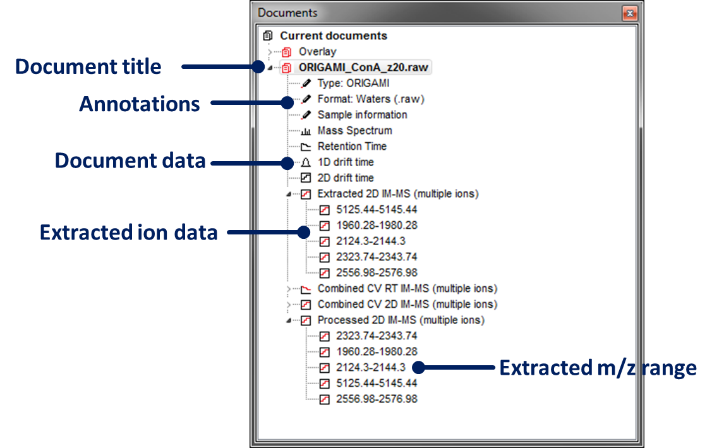 Documents
Current documents
Overlay
Document title
ORIGAMI_ConA_z20.raw
Type: ORIGAMI
Annotations
Format: Waters (.raw)
Sample information
Mass Spectrum
Retention Time
Document data
1D drift time
2D drift time
Extracted 2D IM-MS (multiple ions)
5125.44-5145.44
1960.28-1980.28
Extracted ion data
2124.3-2144.3
2323.74-2343.74
2556.98-2576.98
Combined CV RT IM-MS (multiple ions)
Combined CV 2D IM-MS (multiple ions)
Processed 2D IM-MS (multiple ions)
2323.74-2343.74
1960.28-1980.28
2124.3-2144.3
Extracted m/z range
5125.44-5145.44
2556.98-2576.98